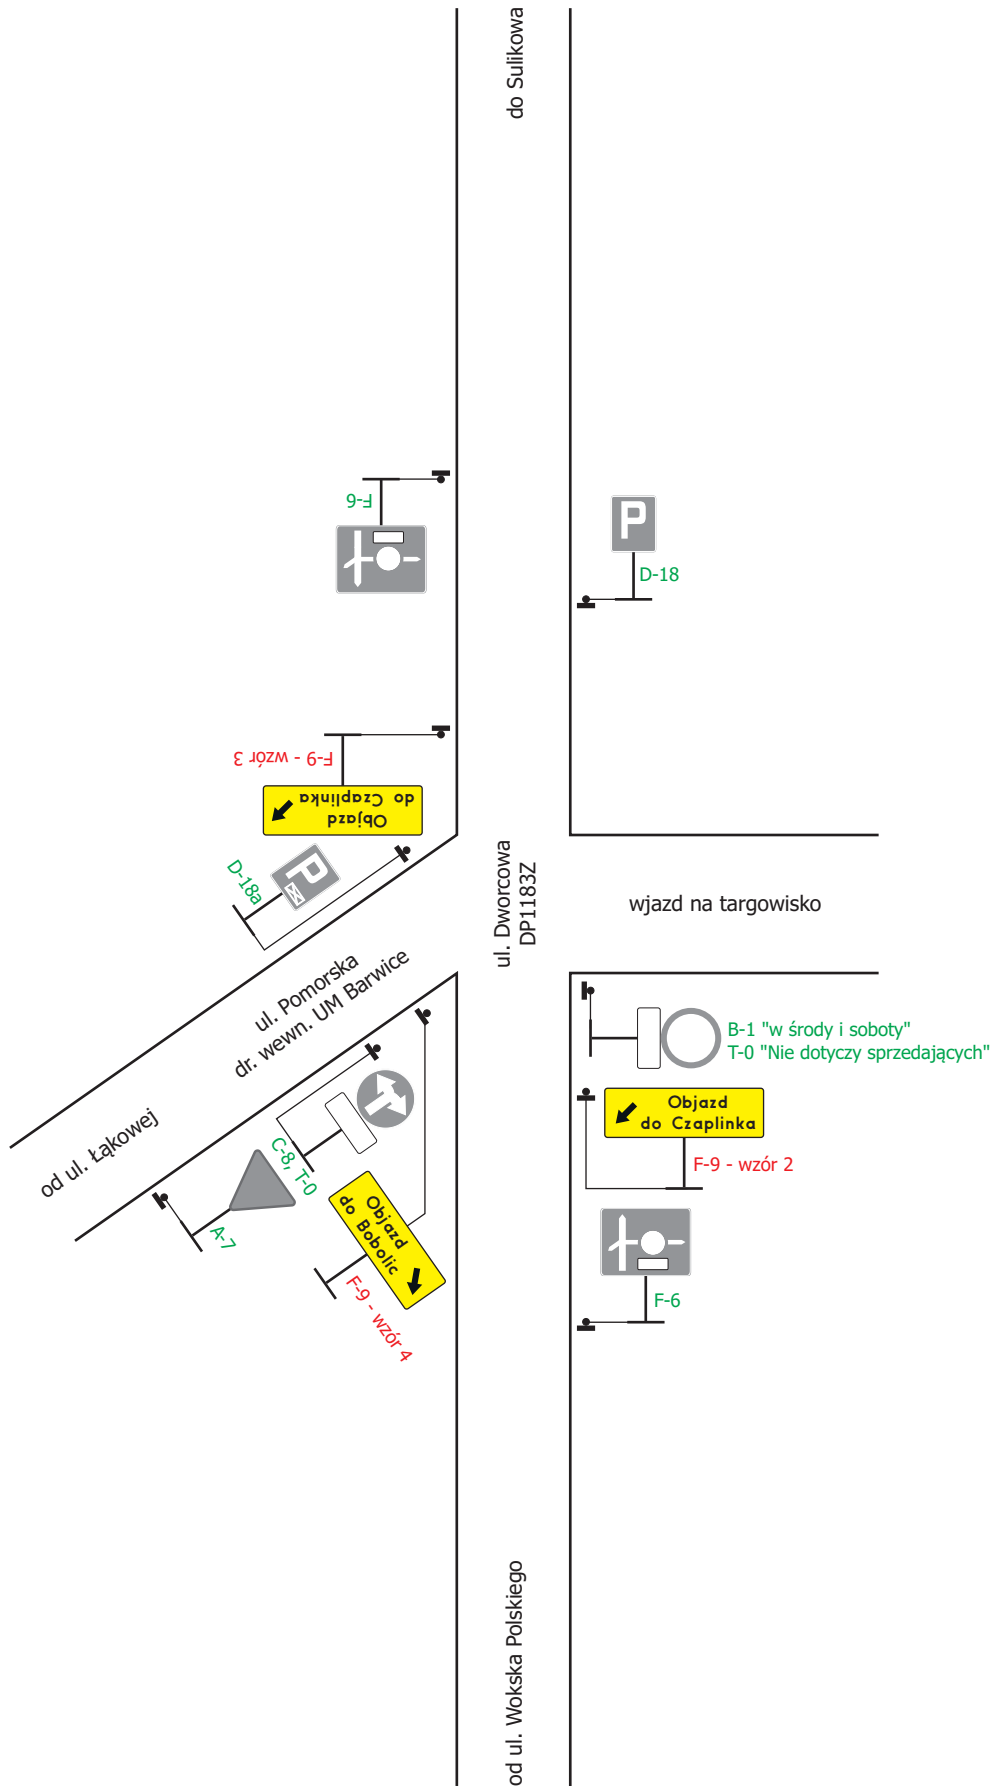 do Sulikowa
F-6
P
D-18
F-9 - wzór 3
Objazd
do Czaplinka
P
D-18a
ul. Dworcowa
DP1183Z
wjazd na targowisko
ul. Pomorska
dr. wewn. UM Barwice
od ul. Łąkowej
B-1 "w środy i soboty"
T-0 "Nie dotyczy sprzedających"
C-8, T-0
A-7
Objazd
do Czaplinka
F-9 - wzór 2
Objazd
do Bobolic
F-9 - wzór 4
F-6
od ul. Wokska Polskiego